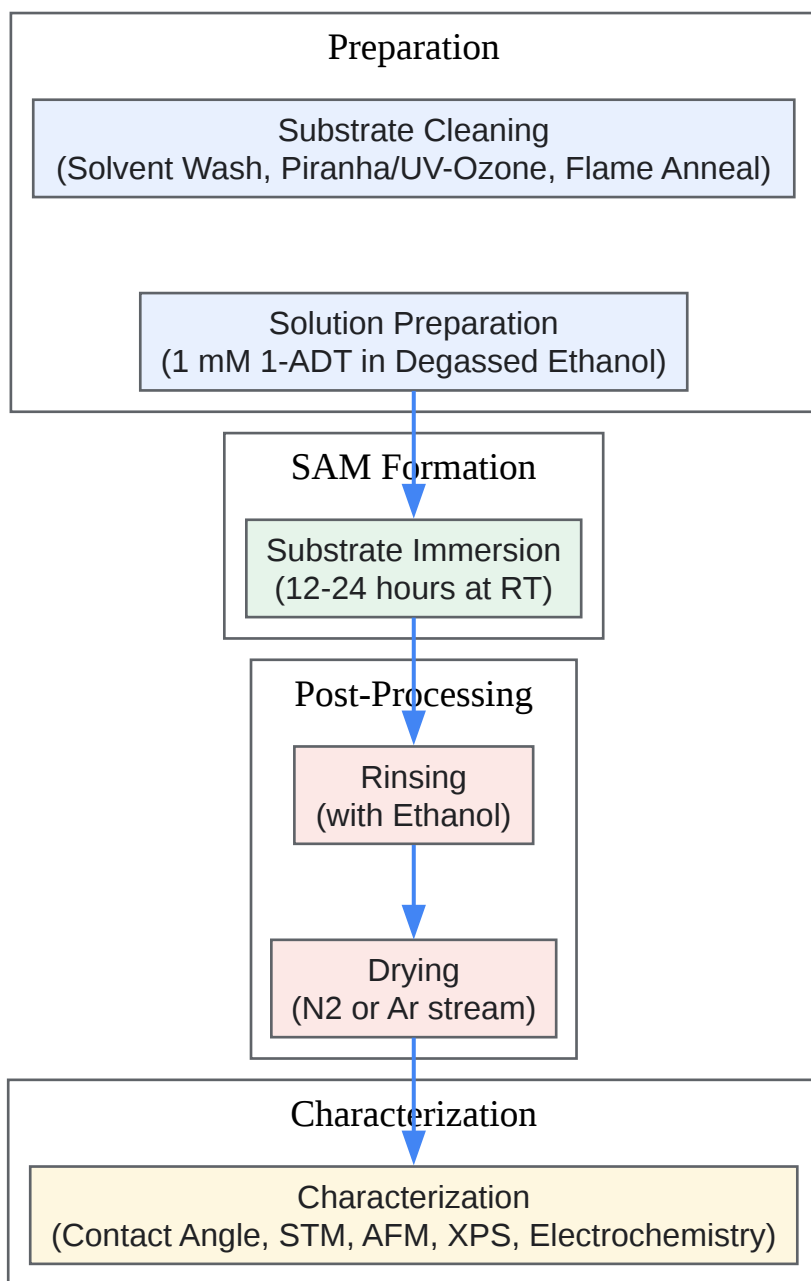 Preparation
Substrate Cleaning
(Solvent Wash, Piranha/UV-Ozone, Flame Anneal)
Solution Preparation
(1 mM 1-ADT in Degassed Ethanol)
SAM Formation
Substrate Immersion
(12-24 hours at RT)
Post-Processing
Rinsing
(with Ethanol)
Drying
(N2 or Ar stream)
Characterization
Characterization
(Contact Angle, STM, AFM, XPS, Electrochemistry)